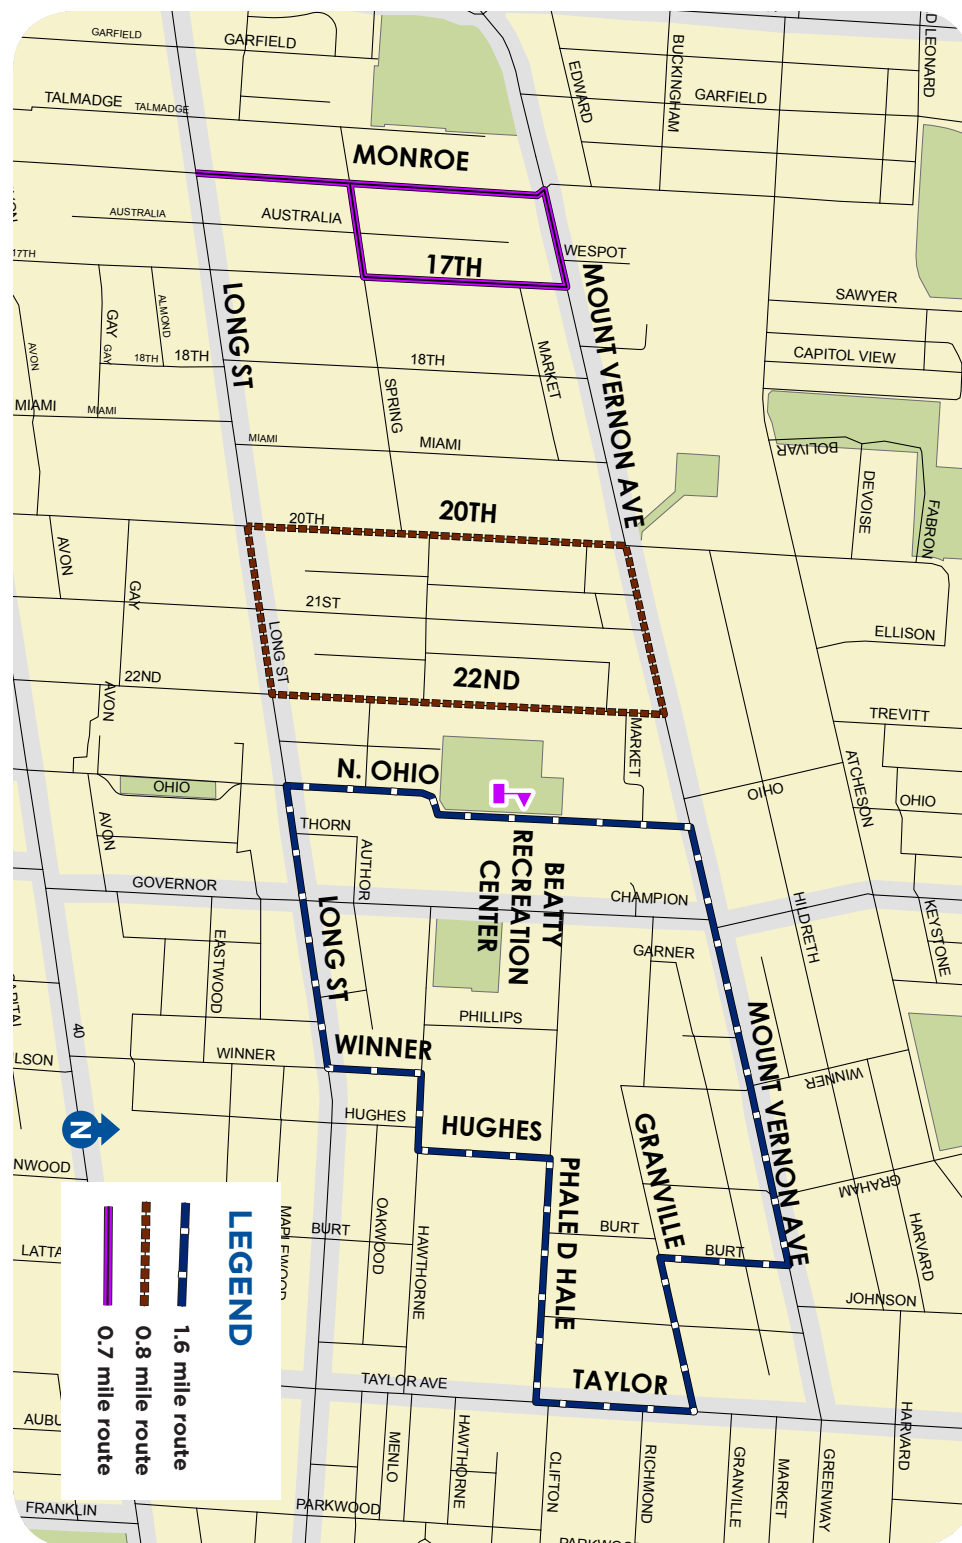 GARFIELD
GARFIELD
TALMADGE
TALMADGE
MONROE
AUSTRALIA
AUSTRALIA
17TH
17TH
WESPOT
EDWARD
BUCKINGHAM
GARFIELD
D LEONARD
SAWYER
CAPITOL VIEW
BOLIVAR
DEVOISE
FABRON
ELLISON
TREVITT
ATCHESON
OHIO
OHIO
HILDRETH
KEYSTONE
LONG ST
MOUNT VERNON AVE
GAY
GAY
ALMOND
18TH
18TH
18TH
MARKET
SPRING
AVON
MIAMI
MIAMI
MIAMI
MIAMI
20TH
20TH
AVON
GAY
21ST
LONG ST
22ND
22ND
AVON
MARKET
N. OHIO
OHIO
THORN
AUTHOR
AVON
BEATTY
RECREATION
CENTER
GOVERNOR
CHAMPION
GARNER
LONG ST
EASTWOOD
PHILLIPS
MOUNT VERNON AVE
40
WINNER
WINNER
WINNER
LSON
HUGHES
HUGHES
GRANVILLE
PHALE D HALE
GRAHAM
HARVARD
NWOOD
LATTA
BURT
BURT
BURT
OAKWOOD
HAWTHORNE
MAPLEWOOD
JOHNSON
TAYLOR
TAYLOR AVE
HARVARD
AUBU
MENLO
HAWTHORNE
CLIFTON
RICHMOND
GRANVILLE
MARKET
GREENWAY
FRANKLIN
PARKWOOD
N
LEGEND
1.6 mile route
0.8 mile route
0.7 mile route